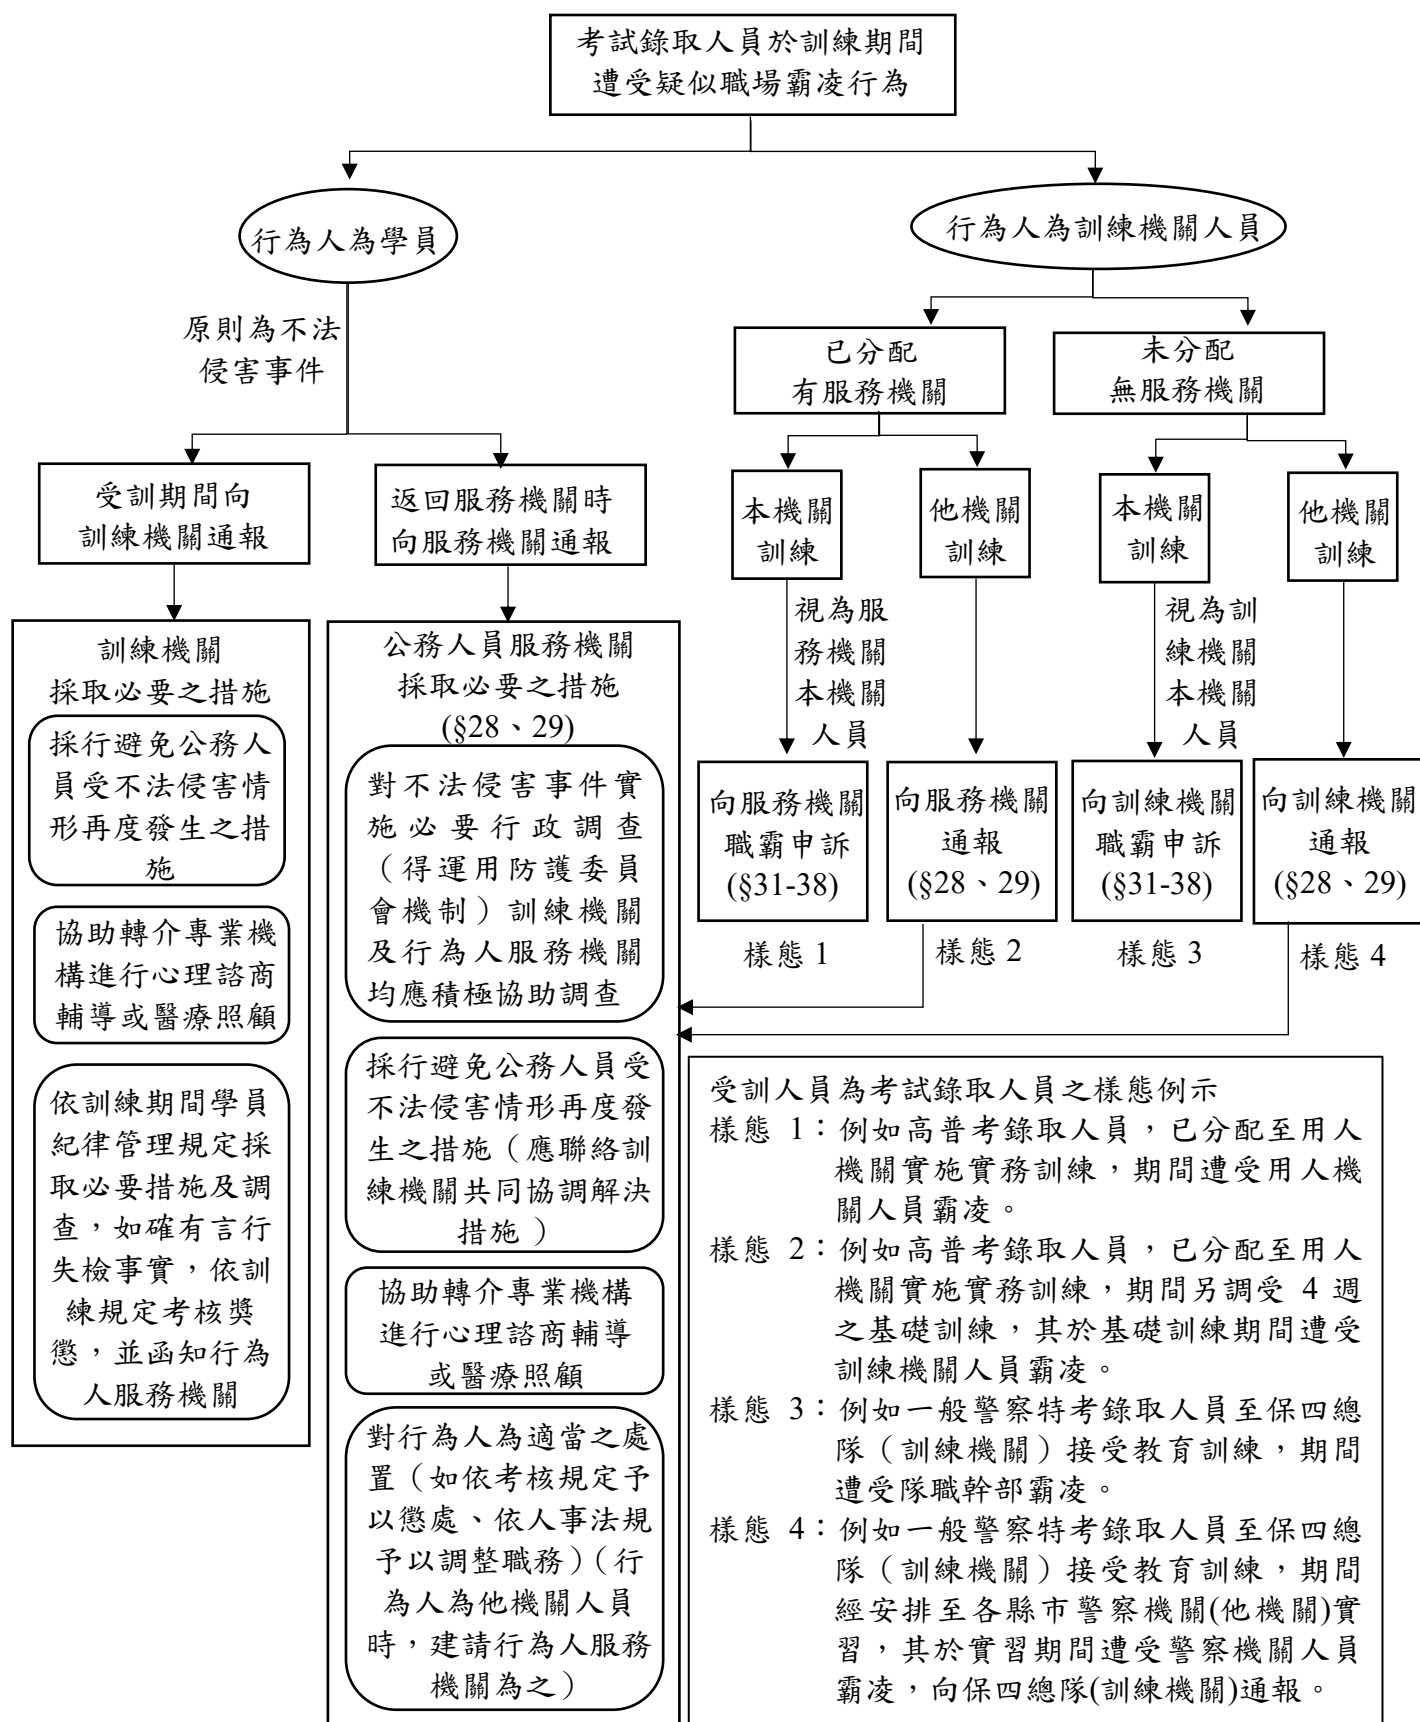 考試錄取人員於訓練期間
遭受疑似職場霸凌行為
行為人為學員
行為人為訓練機關人員
原則為不法
侵害事件
已分配
有服務機關
未分配
無服務機關
受訓期間向
訓練機關通報
返回服務機關時
向服務機關通報
本機關
訓練
他機關
訓練
本機關
訓練
他機關
訓練
視為服
務機關
本機關
人員
視為訓
練機關
本機關
人員
訓練機關
採取必要之措施
採行避免公務人
員受不法侵害情
形再度發生之措
施
協助轉介專業機
構進行心理諮商
輔導或醫療照顧
依訓練期間學員
紀律管理規定採
取必要措施及調
查，如確有言行
失檢事實，依訓
練規定考核獎
懲，並函知行為
人服務機關
公務人員服務機關
採取必要之措施
(§28、29)
對不法侵害事件實
施必要行政調查
（得運用防護委員
會機制）訓練機關
及行為人服務機關
均應積極協助調查
採行避免公務人員受
不法侵害情形再度發
生之措施（應聯絡訓
練機關共同協調解決
措施）
協助轉介專業機構
進行心理諮商輔導
或醫療照顧
對行為人為適當之處
置（如依考核規定予
以懲處、依人事法規
予以調整職務）（行
為人為他機關人員
時，建請行為人服務
機關為之）
向服務機關
職霸申訴
(§31-38)
向服務機關
通報
(§28、29)
向訓練機關
職霸申訴
(§31-38)
向訓練機關
通報
(§28、29)
樣態 1
樣態 2
樣態 3
樣態 4
受訓人員為考試錄取人員之樣態例示
樣態 1：例如高普考錄取人員，已分配至用人
機關實施實務訓練，期間遭受用人機
關人員霸凌。
樣態 2：例如高普考錄取人員，已分配至用人
機關實施實務訓練，期間另調受 4 週
之基礎訓練，其於基礎訓練期間遭受
訓練機關人員霸凌。
樣態 3：例如一般警察特考錄取人員至保四總
隊（訓練機關）接受教育訓練，期間
遭受隊職幹部霸凌。
樣態 4：例如一般警察特考錄取人員至保四總
隊（訓練機關）接受教育訓練，期間
經安排至各縣市警察機關(他機關)實
習，其於實習期間遭受警察機關人員
霸凌，向保四總隊(訓練機關)通報。